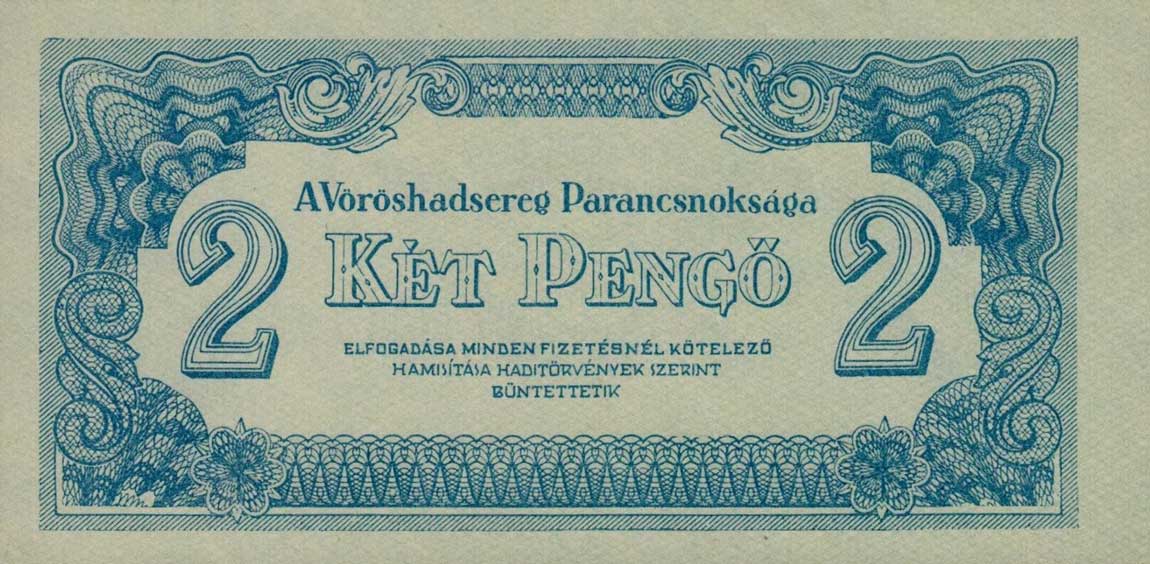 A Vöröshadsereg Parancsnoksága
2 KÉT PENGŐ 2
ELFOGADÁSA MINDEN FIZETÉSNÉL KÖTELEZŐ
HAMISÍTÁSA HADITÖRVÉNYEK SZERINT
BÜNTETTETIK